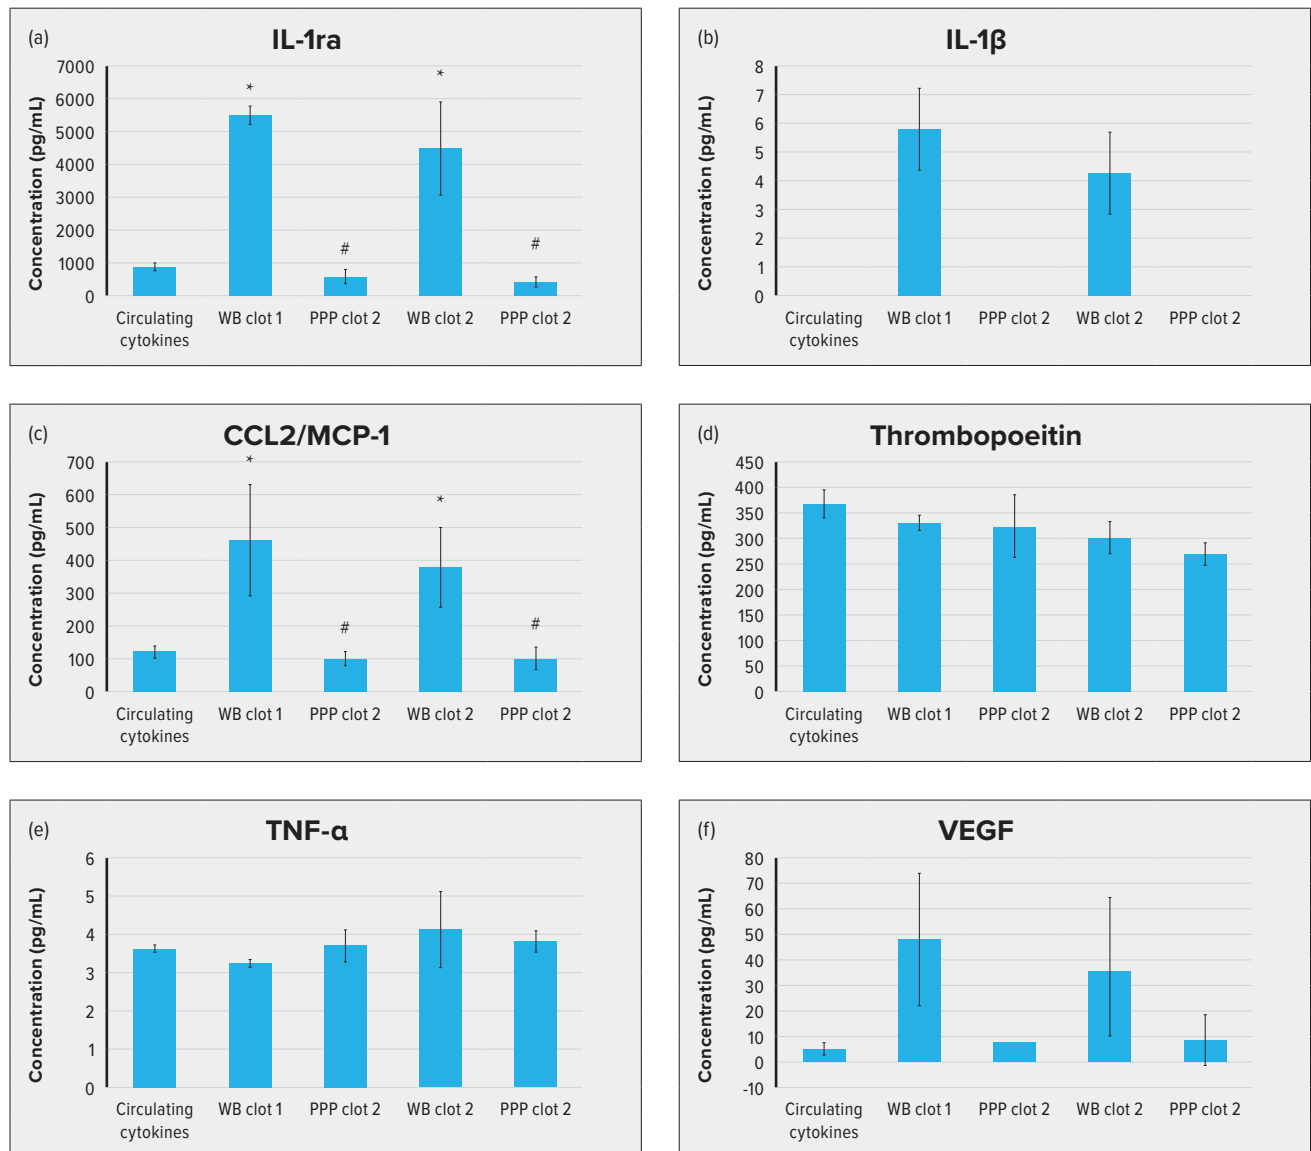 (a)
IL-1ra
Concentration (pg/mL)
7000
6000
5000
4000
3000
2000
1000
0
*
*
#
#
Circulating cytokines
WB clot 1
PPP clot 2
WB clot 2
PPP clot 2
(b)
IL-1β
Concentration (pg/mL)
8
7
6
5
4
3
2
1
0
Circulating cytokines
WB clot 1
PPP clot 2
WB clot 2
PPP clot 2
(c)
CCL2/MCP-1
Concentration (pg/mL)
700
600
500
400
300
200
100
0
*
*
#
#
Circulating cytokines
WB clot 1
PPP clot 2
WB clot 2
PPP clot 2
(d)
Thrombopoeitin
Concentration (pg/mL)
450
400
350
300
250
200
150
100
50
0
Circulating cytokines
WB clot 1
PPP clot 2
WB clot 2
PPP clot 2
(e)
TNF-α
Concentration (pg/mL)
6
5
4
3
2
1
0
Circulating cytokines
WB clot 1
PPP clot 2
WB clot 2
PPP clot 2
(f)
VEGF
Concentration (pg/mL)
80
70
60
50
40
30
20
10
0
-10
Circulating cytokines
WB clot 1
PPP clot 2
WB clot 2
PPP clot 2